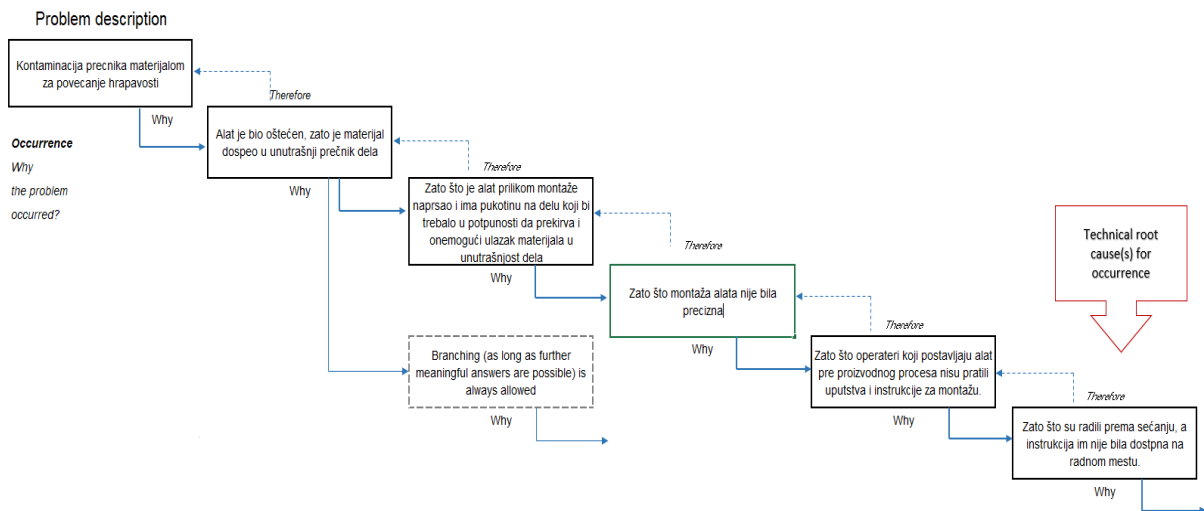 Problem description
Kontaminacija precnika materijalom
za povecanje hrapavosti
Therefore
Why
Occurrence
Why
the problem
occurred?
Alat je bio oštećen, zato je materijal
dospeo u unutrašnji prečnik dela
Therefore
Why
Zato što je alat prilikom montaže
naprsao i ima pukotinu na delu koji bi
trebalo u potpunosti da prekirva i
onemogući ulazak materijala u
unutrašnjost dela
Therefore
Why
Zato što montaža alata nije bila
precizna
Therefore
Why
Technical root
cause(s) for
occurrence
Branching (as long as further
meaningful answers are possible) is
always allowed
Why
Zato što operateri koji postavljaju alat
pre proizvodnog procesa nisu pratili
uputstva i instrukcije za montažu.
Therefore
Why
Zato što su radili prema sećanju, a
instrukcija im nije bila dostpna na
radnom mestu.
Why